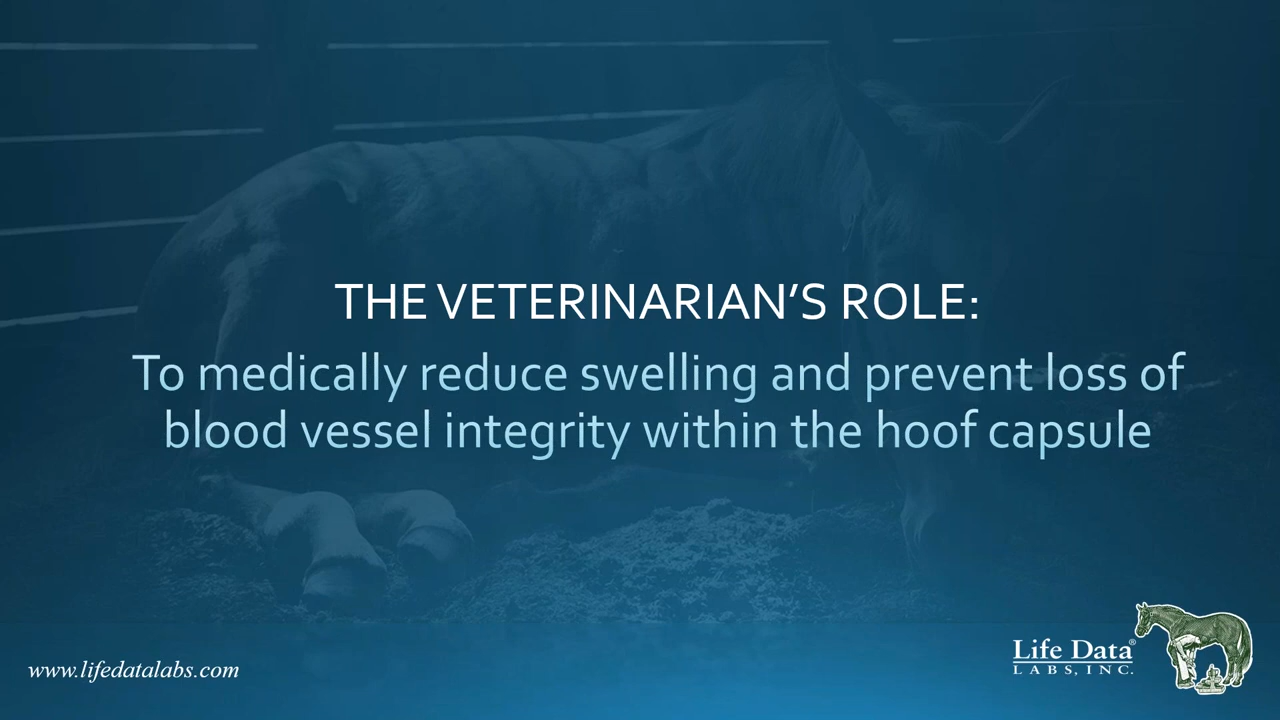 THE VETERINARIAN’S ROLE:
To medically reduce swelling and prevent loss of
blood vessel integrity within the hoof capsule
www.lifedatalabs.com
Life Data®
LABS, INC.